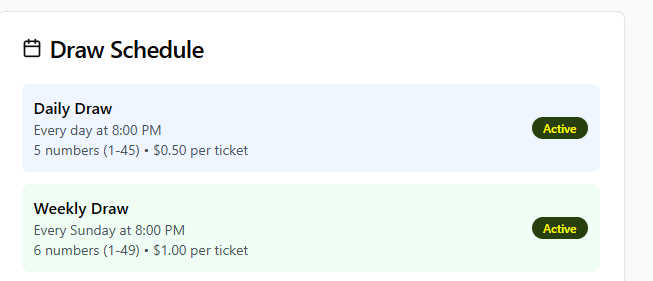 Draw Schedule
Daily Draw
Every day at 8:00 PM
5 numbers (1-45) • $0.50 per ticket
Active
Weekly Draw
Every Sunday at 8:00 PM
6 numbers (1-49) • $1.00 per ticket
Active